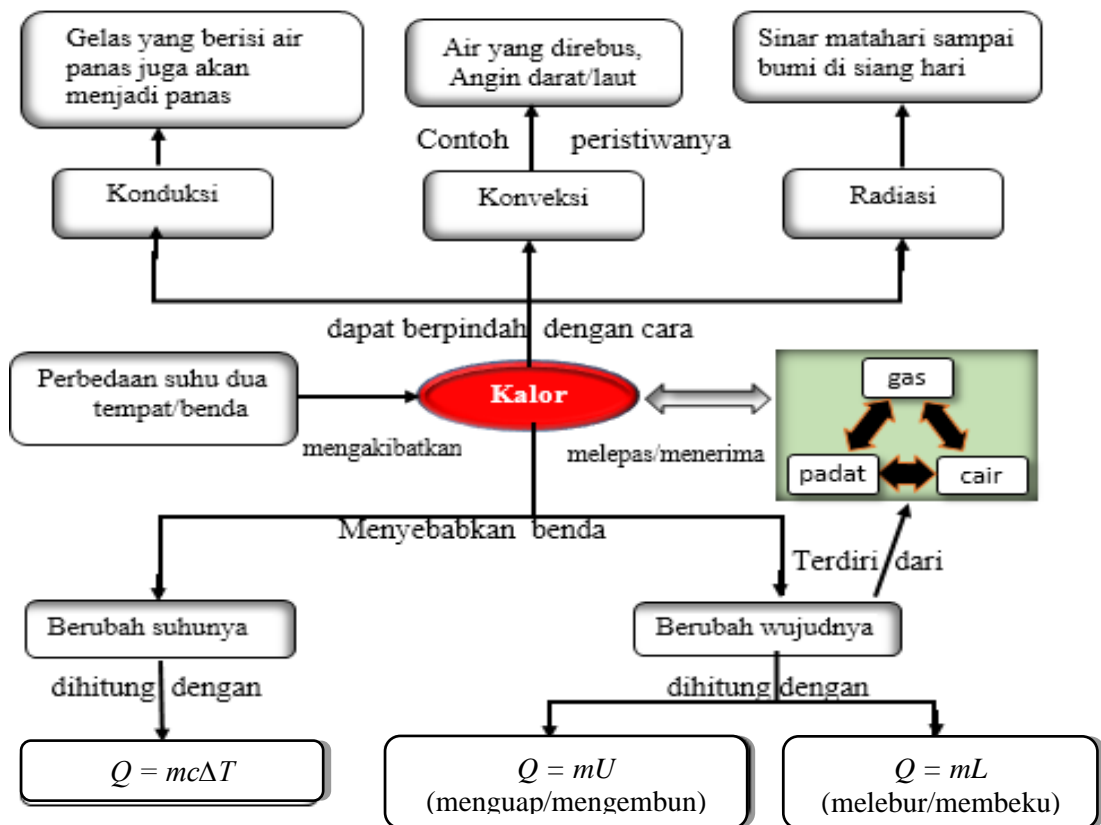 Gelas yang berisi air
panas juga akan
menjadi panas
Air yang direbus,
Angin darat/laut
Sinar matahari sampai
bumi di siang hari
Contoh peristiwanya
Konduksi
Konveksi
Radiasi
dapat berpindah dengan cara
Perbedaan suhu dua
tempat/benda
mengakibatkan
Kalor
melepas/menerima
gas
padat
cair
Menyebabkan benda
Terdiri dari
Berubah suhunya
Berubah wujudnya
dihitung dengan
dihitung dengan
Q = mcΔT
Q = mU
(menguap/mengembun)
Q = mL
(melebur/membeku)